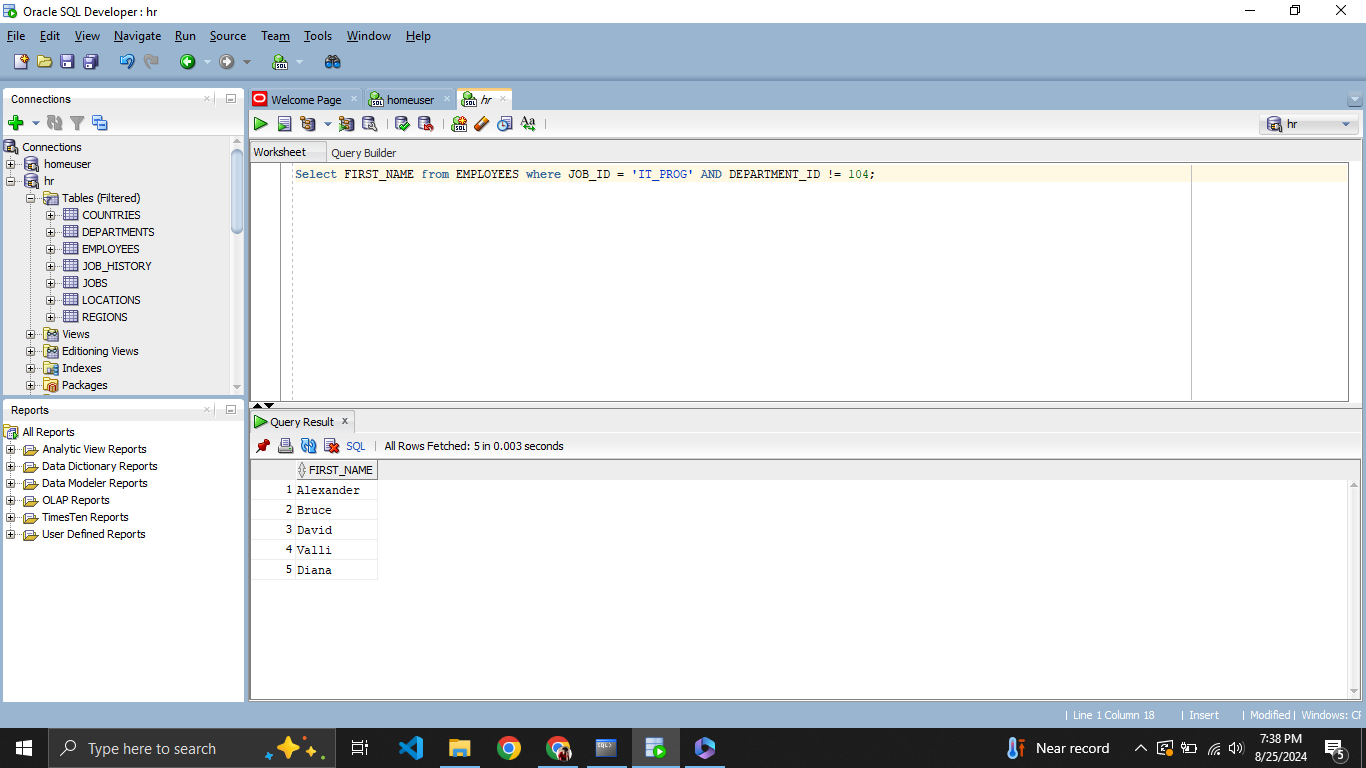 Oracle SQL Developer : hr
File Edit View Navigate Run Source Team Tools Window Help
Connections
Connections
homeuser
hr
Tables (Filtered)
COUNTRIES
DEPARTMENTS
EMPLOYEES
JOB_HISTORY
JOBS
LOCATIONS
REGIONS
Views
Editioning Views
Indexes
Packages
Reports
All Reports
Analytic View Reports
Data Dictionary Reports
Data Modeler Reports
OLAP Reports
TimesTen Reports
User Defined Reports
Welcome Page homeuser hr
hr
Worksheet Query Builder
Select FIRST_NAME from EMPLOYEES where JOB_ID = 'IT_PROG' AND DEPARTMENT_ID != 104;
Query Result
SQL | All Rows Fetched: 5 in 0.003 seconds
FIRST_NAME
1 Alexander
2 Bruce
3 David
4 Valli
5 Diana
| Line 1 Column 18 | Insert | Modified | Windows: CF
Type here to search
Near record
7:38 PM
8/25/2024
5